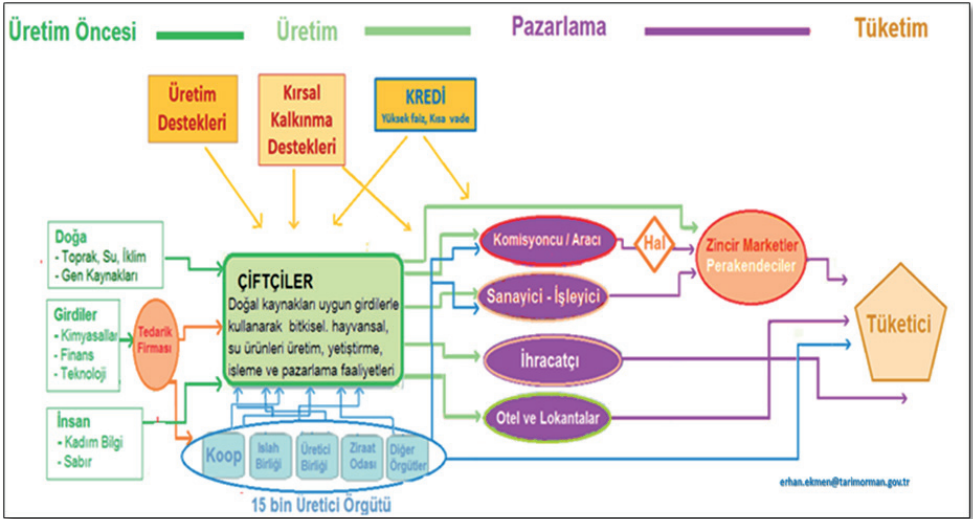 Üretim Öncesi
Üretim
Pazarlama
Tüketim
Üretim
Destekleri
Kırsal
Kalkınma
Destekleri
KREDİ
Yüksek faiz, Kısa vade
Doğa
- Toprak, Su, İklim
- Gen Kaynakları
Girdiler
- Kimyasallar
- Finans
- Teknoloji
İnsan
- Kadım Bilgi
- Sabır
Tedarik
Firması
ÇİFTÇİLER
Doğal kaynakları uygun girdilerle
kullanarak bitkisel, hayvansal,
su ürünleri üretim, yetiştirme,
işleme ve pazarlama faaliyetleri
Koop
Islah
Birliği
Üretici
Birliği
Ziraat
Odası
Diğer
Örgütler
15 bin Uretici Örgütü
Komisyoncu / Aracı
Hal
Sanayici - İşleyici
İhracatçı
Otel ve Lokantalar
Zincir Marketler
Perakendeciler
Tüketici
erhan.ekmen@tarimorman.gov.tr